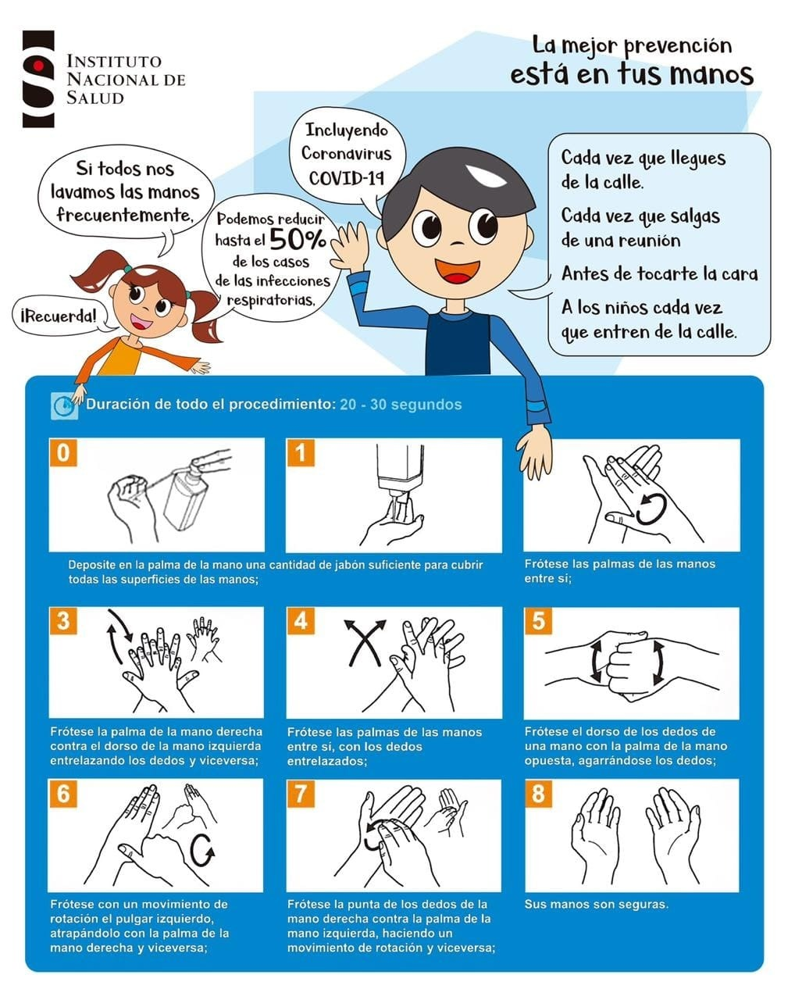 INSTITUTO
NACIONAL DE
SALUD
La mejor prevención
está en tus manos
¡Recuerda!
Si todos nos
lavamos las manos
frecuentemente,
Podemos reducir
hasta el 50%
de los casos
de las infecciones
respiratorias,
Incluyendo
Coronavirus
COVID-19
Cada vez que llegues
de la calle.
Cada vez que salgas
de una reunión
Antes de tocarte la cara
A los niños cada vez
que entren de la calle.
Duración de todo el procedimiento: 20 - 30 segundos
0
1
Deposite en la palma de la mano una cantidad de jabón suficiente para cubrir
todas las superficies de las manos;
Frótese las palmas de las manos
entre sí;
3
Frótese la palma de la mano derecha
contra el dorso de la mano izquierda
entrelazando los dedos y viceversa;
4
Frótese las palmas de las manos
entre sí, con los dedos
entrelazados;
5
Frótese el dorso de los dedos de
una mano con la palma de la mano
opuesta, agarrándose los dedos;
6
Frótese con un movimiento de
rotación el pulgar izquierdo,
atrapándolo con la palma de la
mano derecha y viceversa;
7
Frótese la punta de los dedos de la
mano derecha contra la palma de la
mano izquierda, haciendo un
movimiento de rotación y viceversa;
8
Sus manos son seguras.